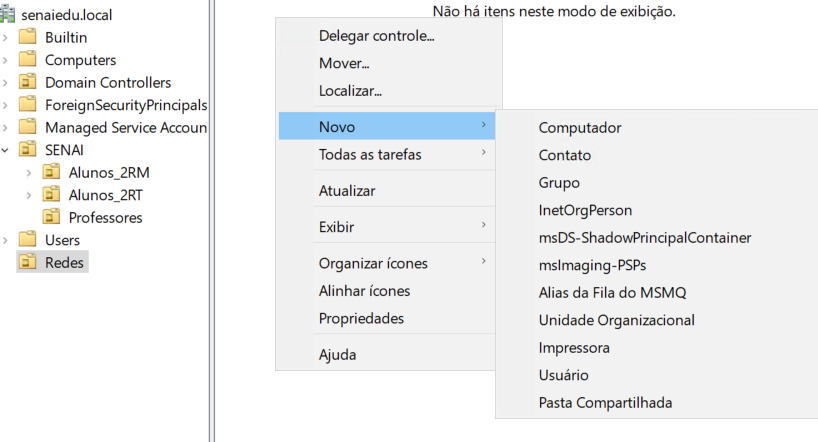 senaiedu.local
Builtin
Computers
Domain Controllers
ForeignSecurityPrincipals
Managed Service Accoun
SENAI
Alunos_2RM
Alunos_2RT
Professores
Users
Redes
Não há itens neste modo de exibição.
Delegar controle...
Mover...
Localizar...
Novo
Todas as tarefas
Atualizar
Exibir
Organizar ícones
Alinhar ícones
Propriedades
Ajuda
Computador
Contato
Grupo
InetOrgPerson
msDS-ShadowPrincipalContainer
msImaging-PSPs
Alias da Fila do MSMQ
Unidade Organizacional
Impressora
Usuário
Pasta Compartilhada